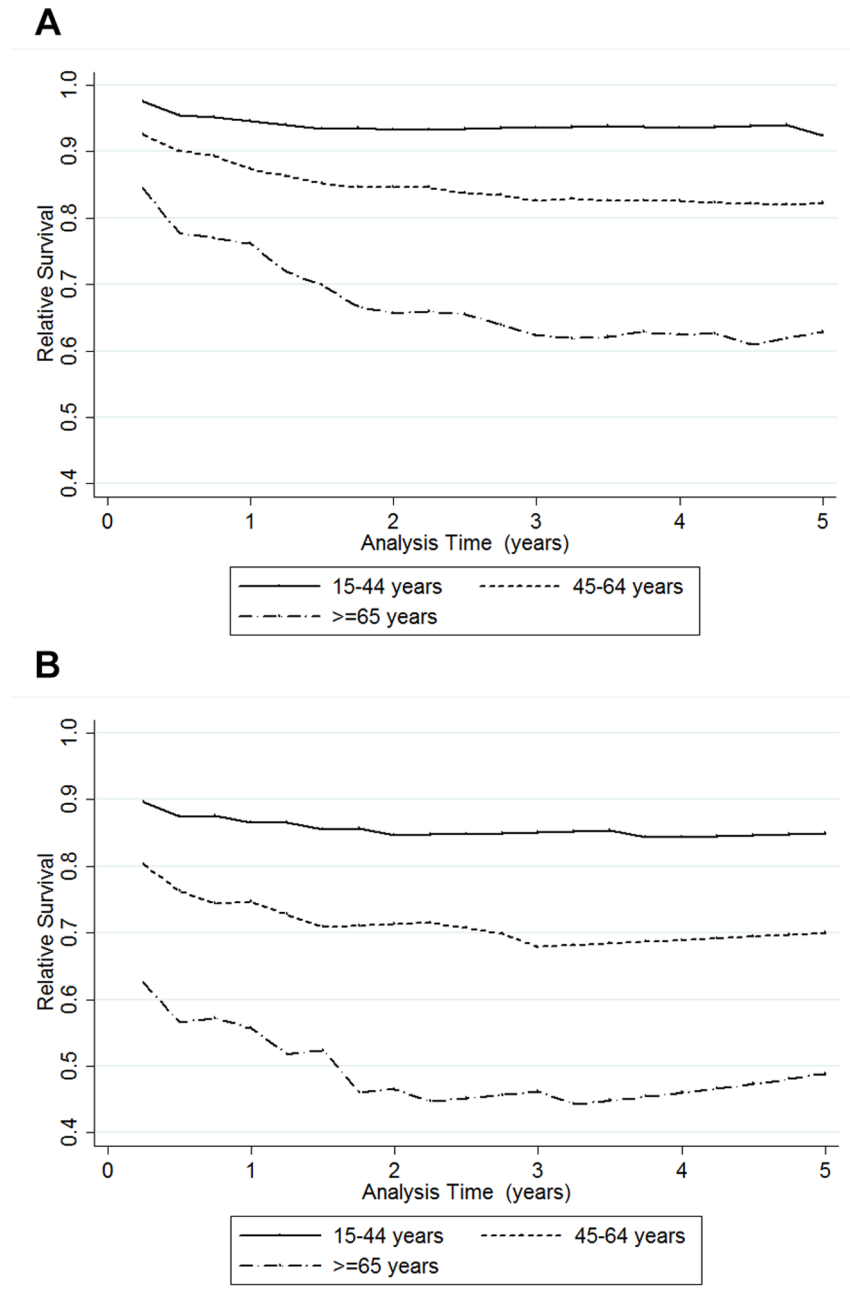 A
Relative Survival
1.0
0.9
0.8
0.7
0.6
0.5
0.4
0 1 2 3 4 5
Analysis Time (years)
15-44 years 45-64 years
>=65 years
B
Relative Survival
1.0
0.9
0.8
0.7
0.6
0.5
0.4
0 1 2 3 4 5
Analysis Time (years)
15-44 years 45-64 years
>=65 years